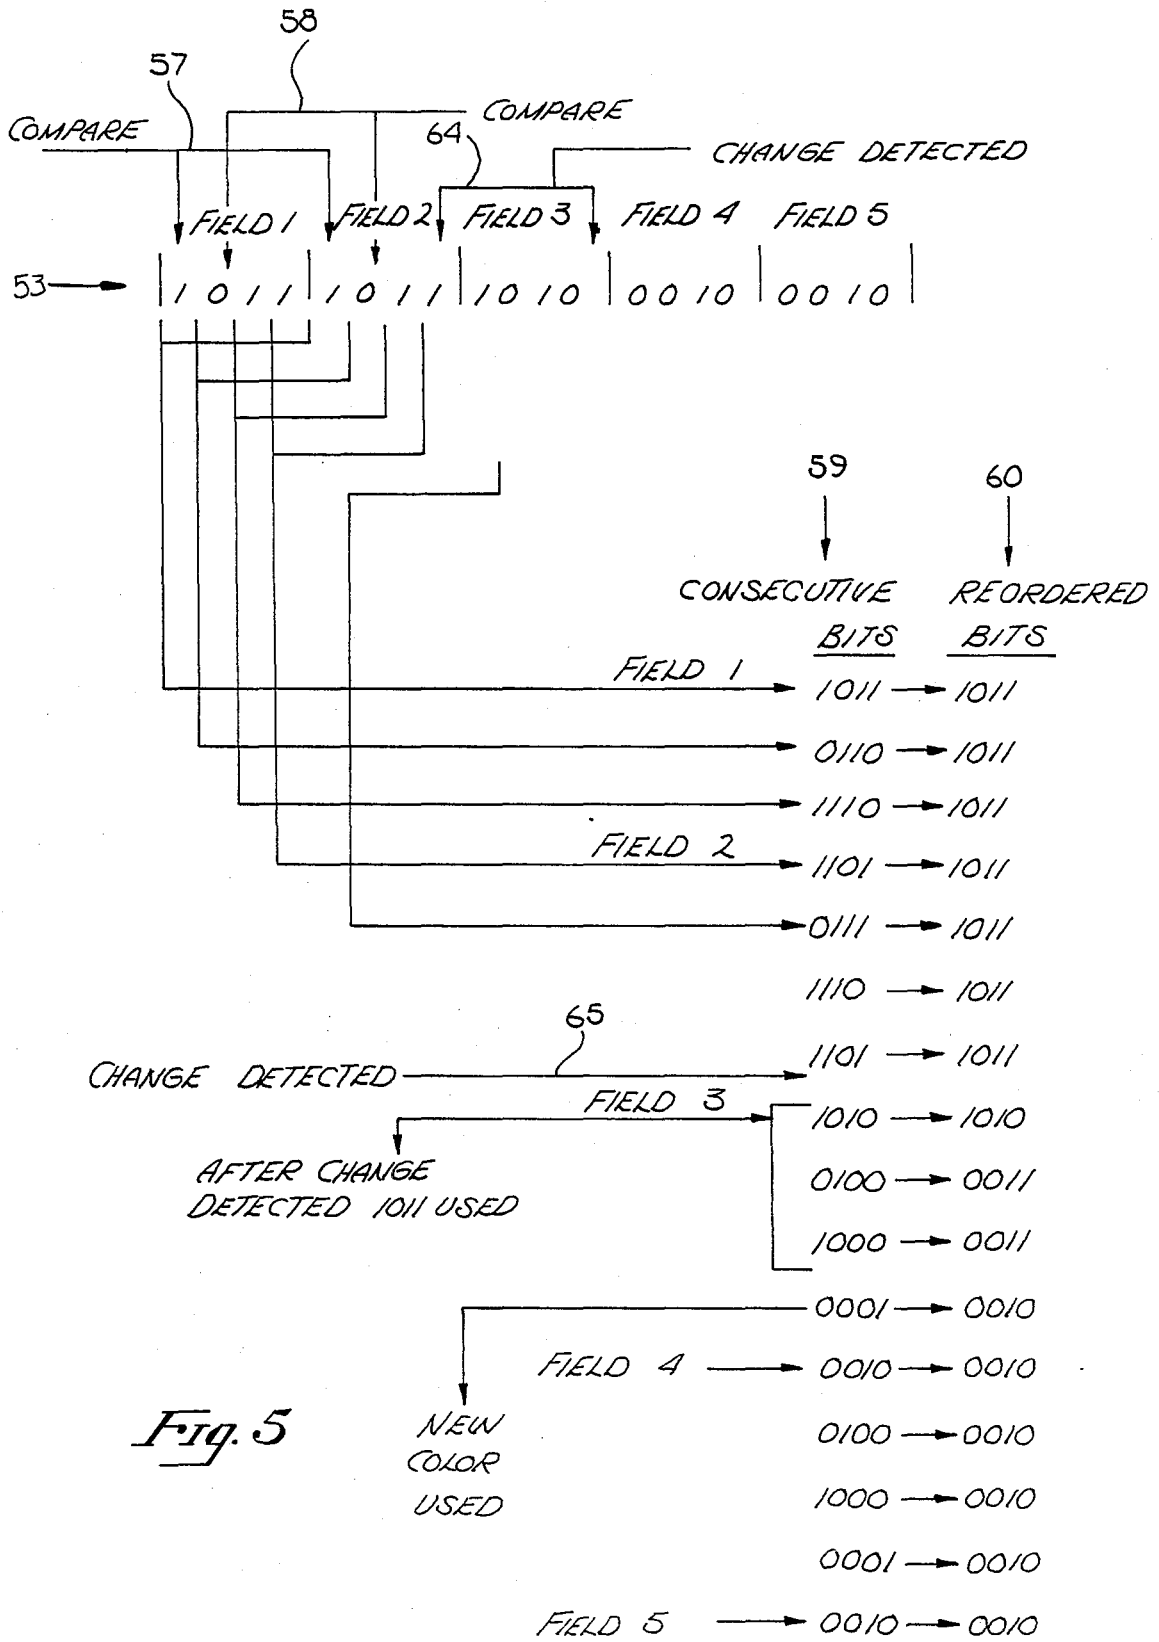 58
57
COMPARE
COMPARE
64
CHANGE DETECTED
FIELD 1 FIELD 2 FIELD 3 FIELD 4 FIELD 5
53 1 0 1 1 1 0 1 1 1 0 1 0 0 0 1 0 0 0 1 0
59 60
CONSECUTIVE REORDERED
BITS BITS
FIELD 1 1011 1011
0110 1011
1110 1011
FIELD 2 1101 1011
0111 1011
1110 1011
65
1101 1011
CHANGE DETECTED
FIELD 3 1010 1010
AFTER CHANGE
DETECTED 1011 USED
0100 0011
1000 0011
0001 0010
FIELD 4 0010 0010
NEW
COLOR
USED
0100 0010
1000 0010
0001 0010
FIELD 5 0010 0010
Fig. 5